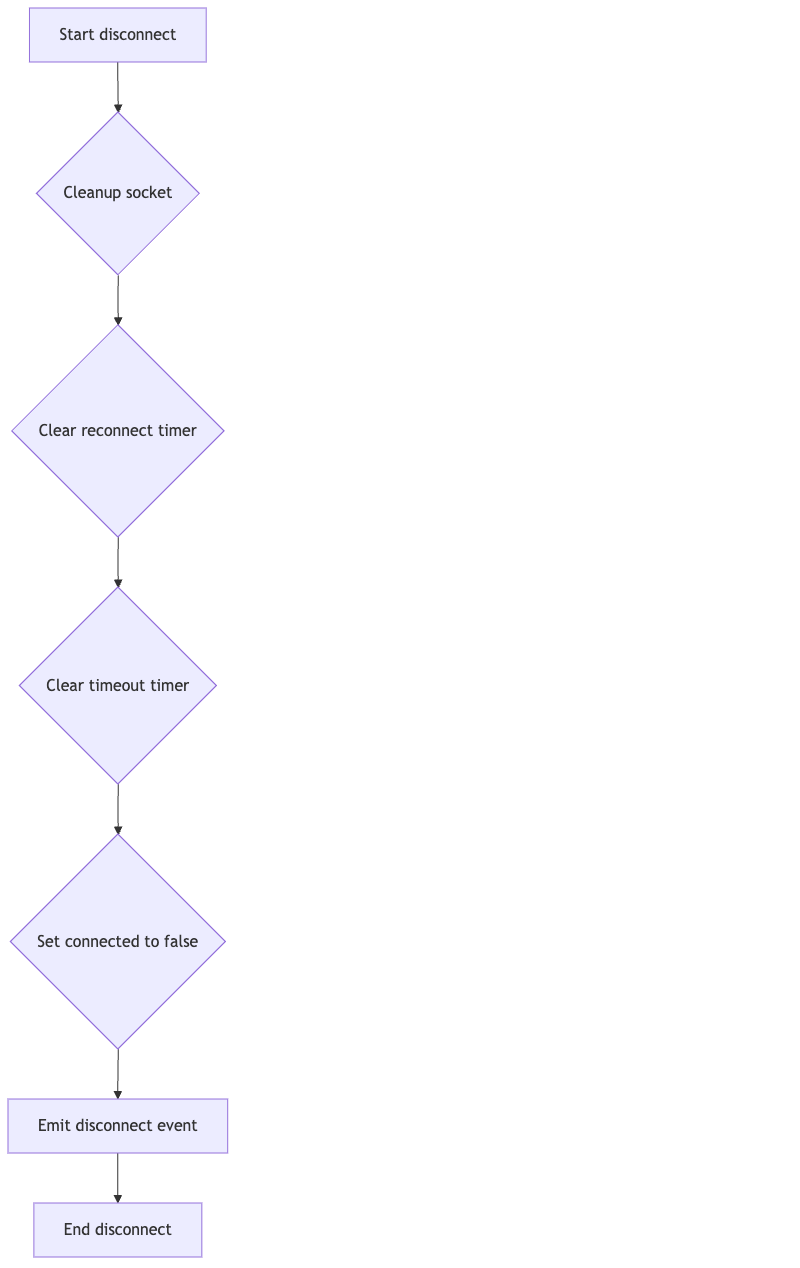 Start disconnect
Cleanup socket
Clear reconnect timer
Clear timeout timer
Set connected to false
Emit disconnect event
End disconnect